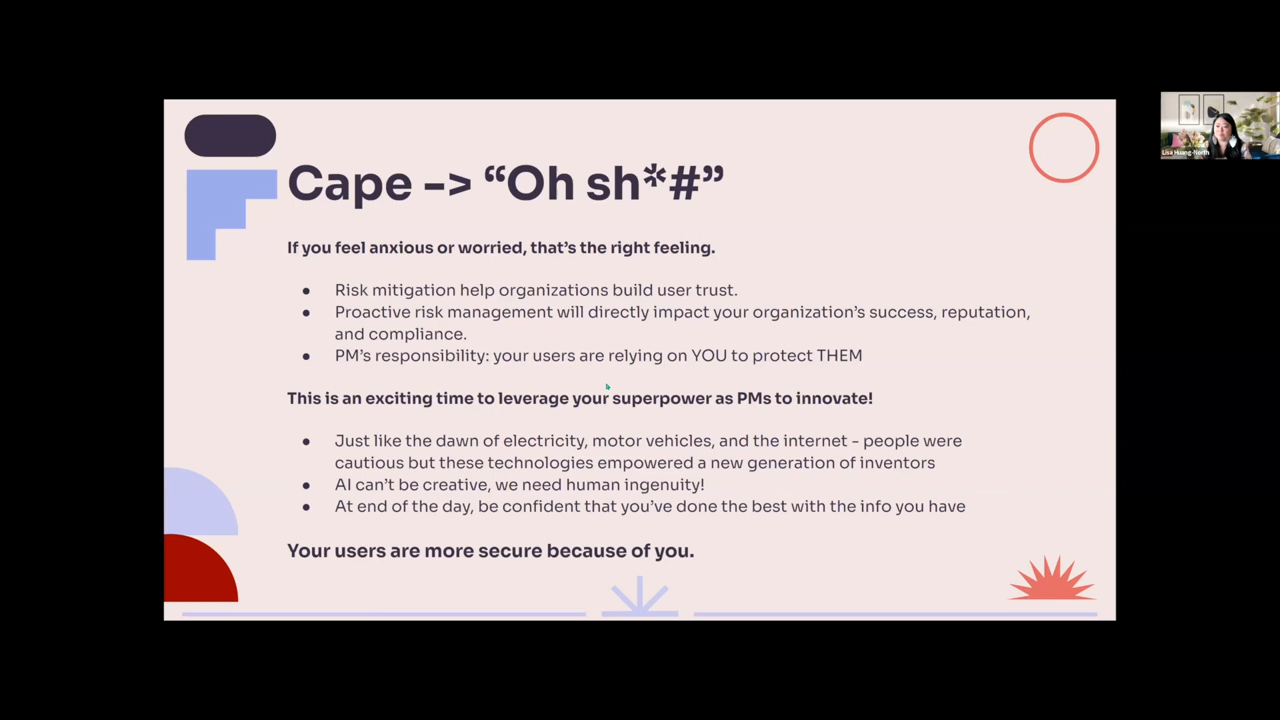 Cape -> “Oh sh*#”
If you feel anxious or worried, that’s the right feeling.
● Risk mitigation help organizations build user trust.
● Proactive risk management will directly impact your organization’s success, reputation,
and compliance.
● PM’s responsibility: your users are relying on YOU to protect THEM
This is an exciting time to leverage your superpower as PMs to innovate!
● Just like the dawn of electricity, motor vehicles, and the internet - people were
cautious but these technologies empowered a new generation of inventors
● AI can’t be creative, we need human ingenuity!
● At end of the day, be confident that you’ve done the best with the info you have
Your users are more secure because of you.
Lisa Huang-North